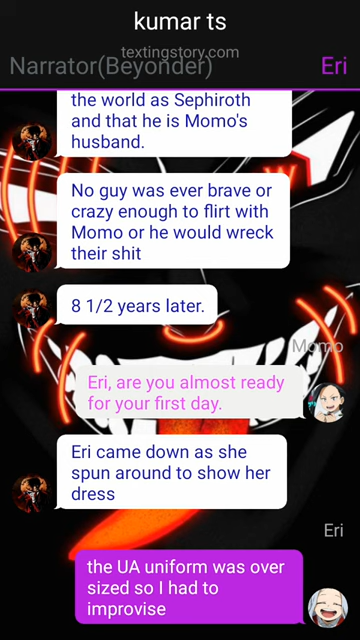 kumar ts
textingstory.com
Narrator(Beyonder)
Eri
the world as Sephiroth
and that he is Momo's
husband.
No guy was ever brave or
crazy enough to flirt with
Momo or he would wreck
their shit
8 1/2 years later.
Momo
Eri, are you almost ready
for your first day.
Eri came down as she
spun around to show her
dress
Eri
the UA uniform was over
sized so I had to
improvise